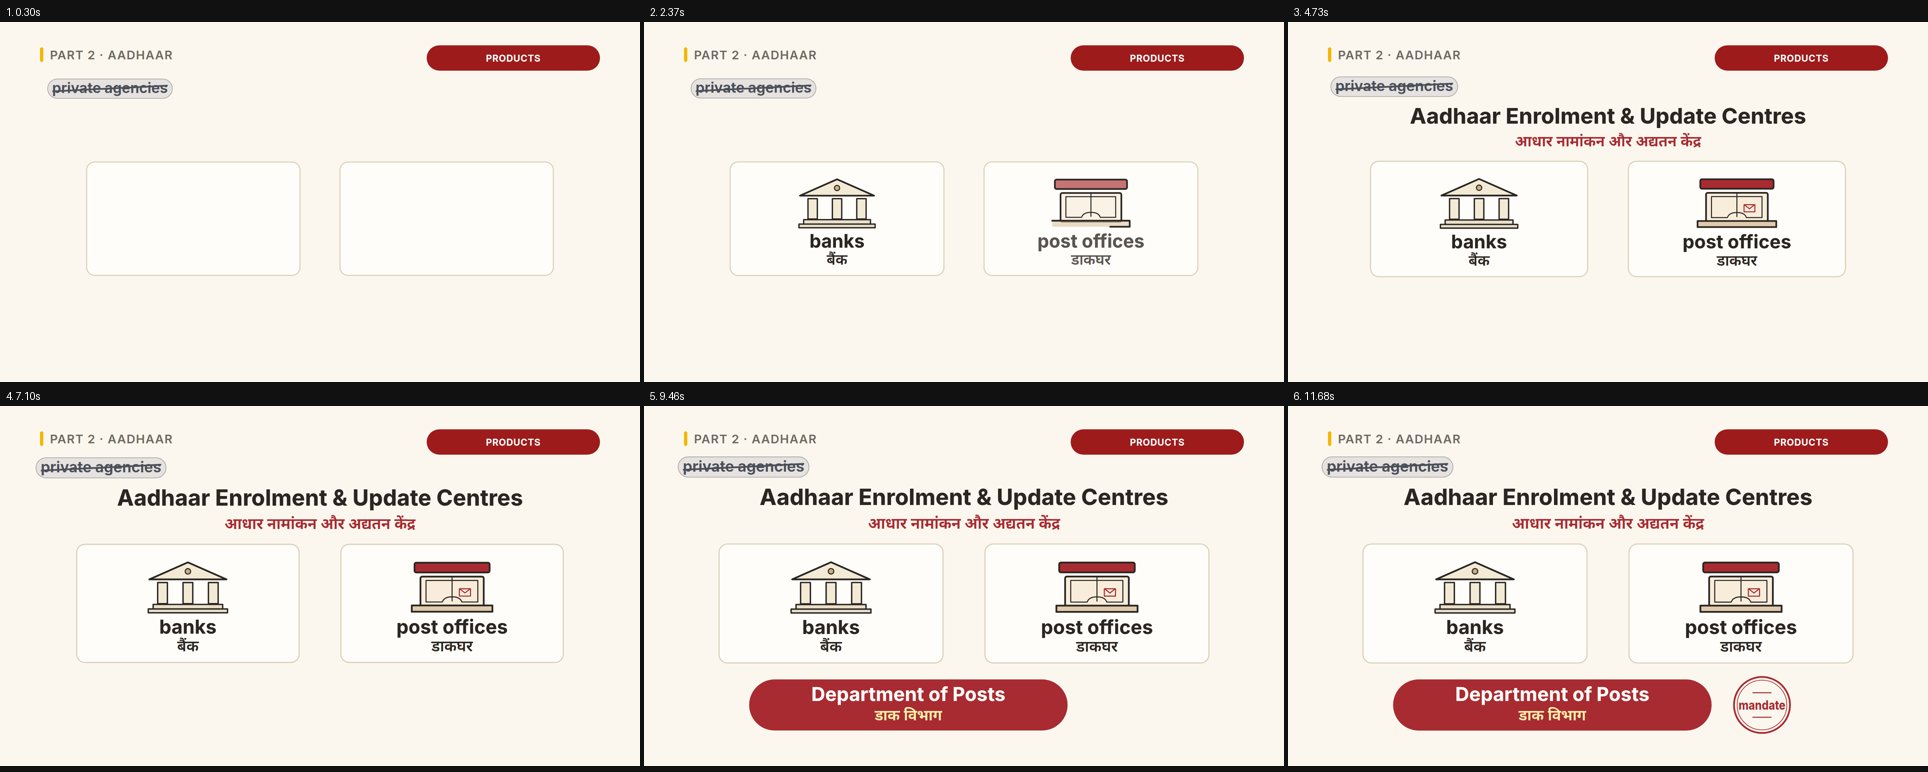 1. 0.30s
PART 2 · AADHAAR
PRODUCTS
private agencies
2. 2.37s
PART 2 · AADHAAR
PRODUCTS
private agencies
banks
बैंक
post offices
डाकघर
3. 4.73s
PART 2 · AADHAAR
PRODUCTS
private agencies
Aadhaar Enrolment & Update Centres
आधार नामांकन और अद्यतन केंद्र
banks
बैंक
post offices
डाकघर
4. 7.10s
PART 2 · AADHAAR
PRODUCTS
private agencies
Aadhaar Enrolment & Update Centres
आधार नामांकन और अद्यतन केंद्र
banks
बैंक
post offices
डाकघर
5. 9.46s
PART 2 · AADHAAR
PRODUCTS
private agencies
Aadhaar Enrolment & Update Centres
आधार नामांकन और अद्यतन केंद्र
banks
बैंक
post offices
डाकघर
Department of Posts
डाक विभाग
6. 11.68s
PART 2 · AADHAAR
PRODUCTS
private agencies
Aadhaar Enrolment & Update Centres
आधार नामांकन और अद्यतन केंद्र
banks
बैंक
post offices
डाकघर
Department of Posts
डाक विभाग
mandate